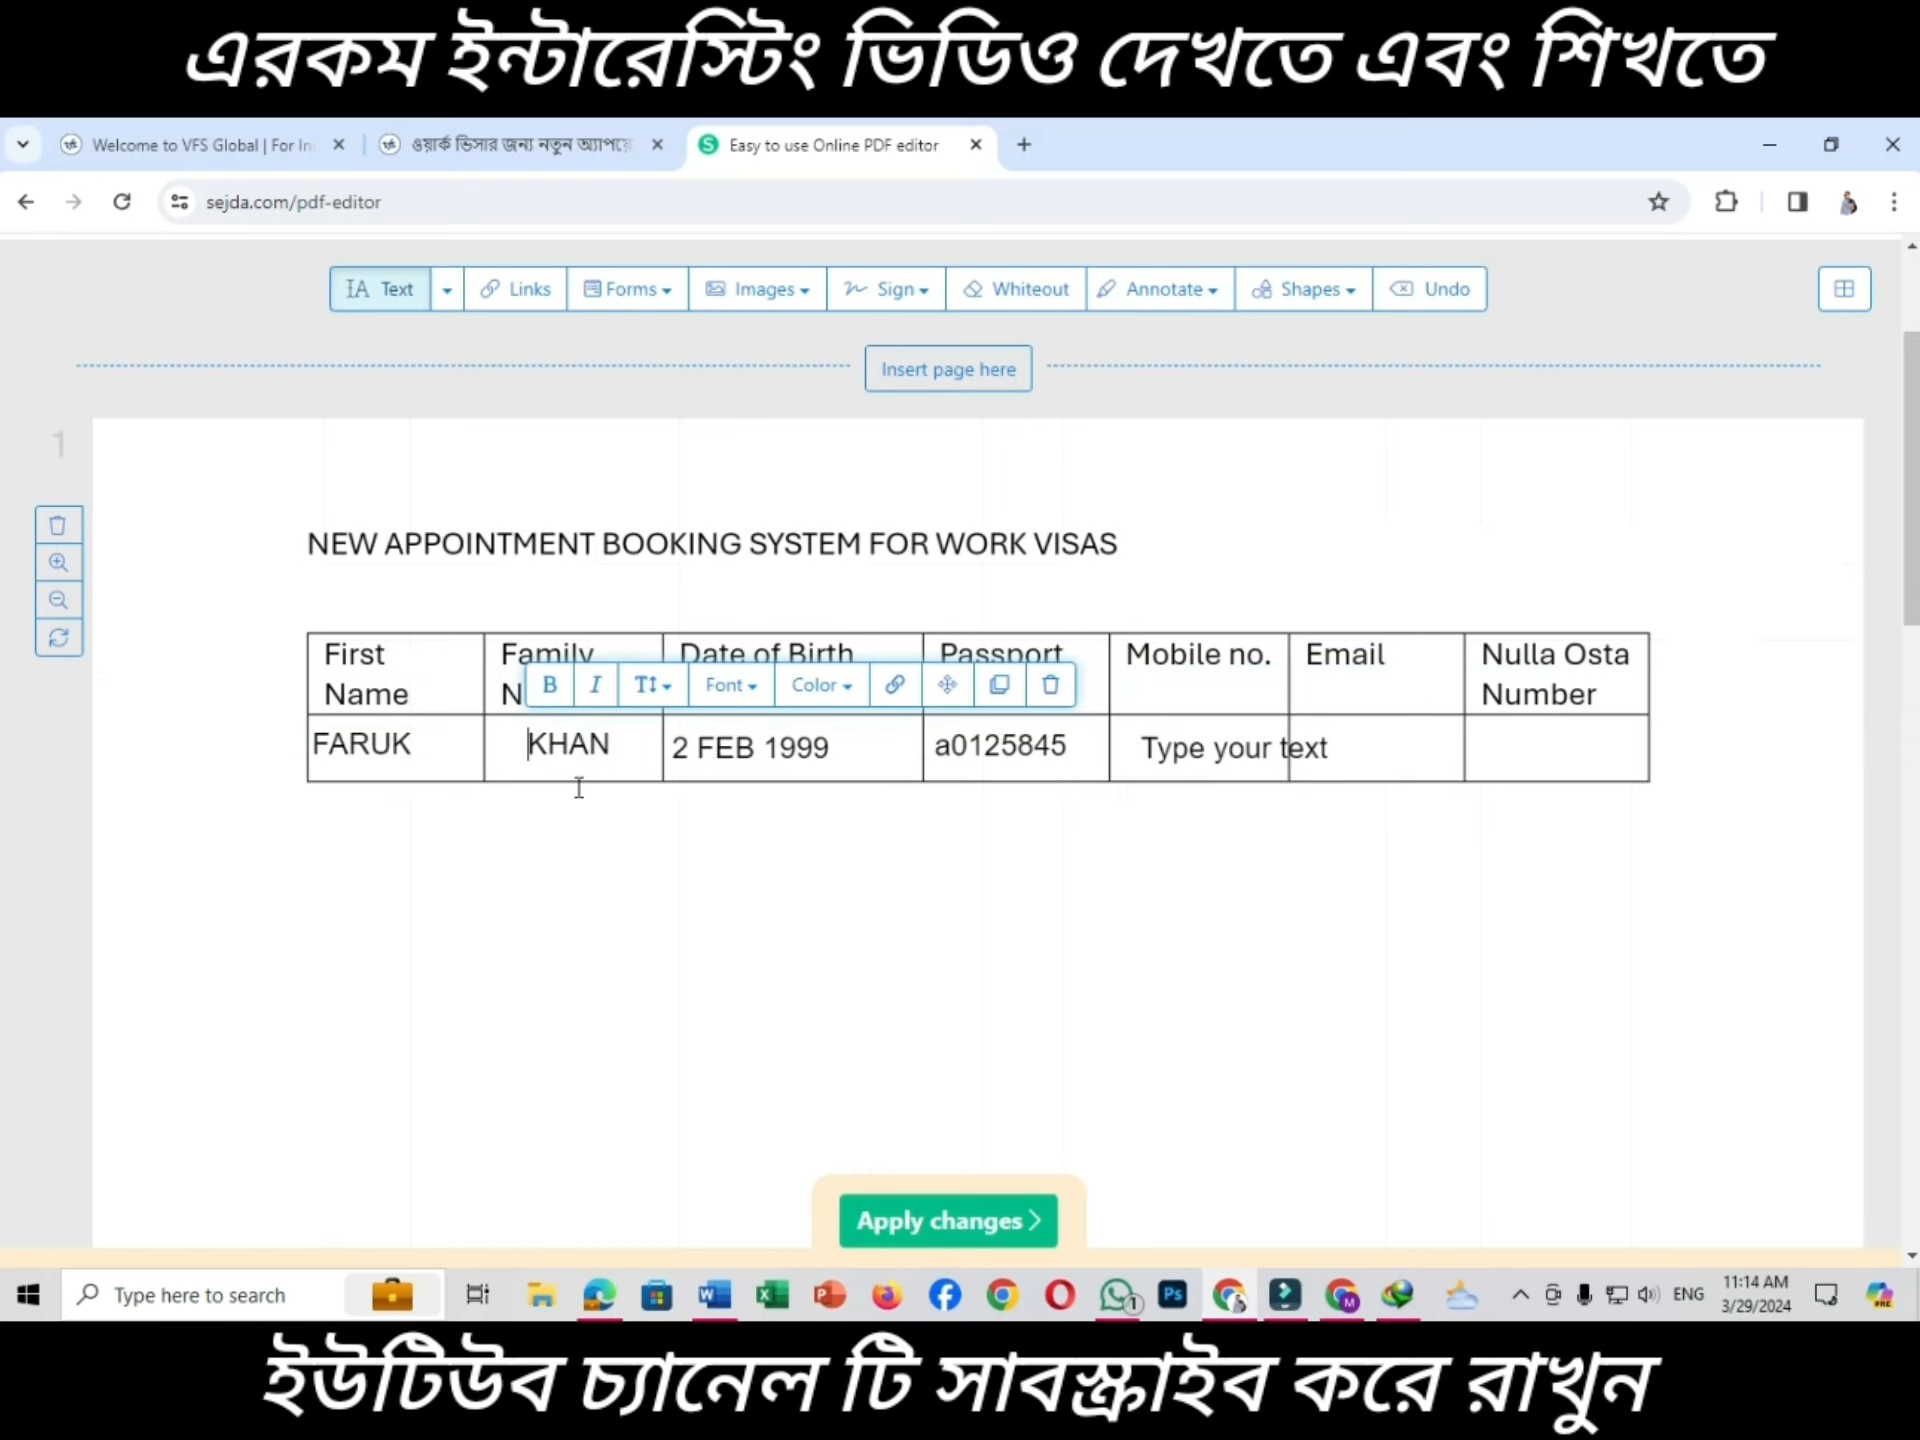 এরকম ইন্টারেস্টিং ভিডিও দেখতে এবং শিখতে
Welcome to VFS Global | For In
ওয়ার্ক ভিসার জন্য নতুন অ্যাপয়ে
Easy to use Online PDF editor
sejda.com/pdf-editor
Text Links Forms Images Sign Whiteout Annotate Shapes Undo
Insert page here
1
NEW APPOINTMENT BOOKING SYSTEM FOR WORK VISAS
First Name
Family N
Date of Birth
Passport
Mobile no.
Email
Nulla Osta Number
B I T Font Color
FARUK KHAN 2 FEB 1999 a0125845 Type your text
Apply changes
Type here to search
ENG
11:14 AM
3/29/2024
ইউটিউব চ্যানেল টি সাবস্ক্রাইব করে রাখুন